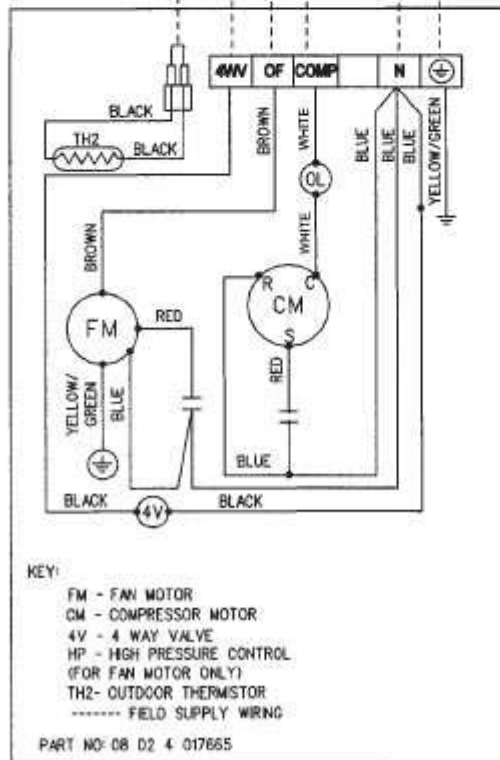 4WV OF COMP N
BLACK
TH2
BLACK
BROWN
WHITE
BLUE
BLUE
BLUE
YELLOW/GREEN
OL
WHITE
BROWN
R C
CM
S
FM
RED
RED
YELLOW/
GREEN
BLUE
BLUE
BLACK
4V
BLACK
KEY:
FM - FAN MOTOR
CM - COMPRESSOR MOTOR
4V - 4 WAY VALVE
HP - HIGH PRESSURE CONTROL
(FOR FAN MOTOR ONLY)
TH2- OUTDOOR THERMISTOR
------- FIELD SUPPLY WIRING
PART NO: 08 D2 4 017665